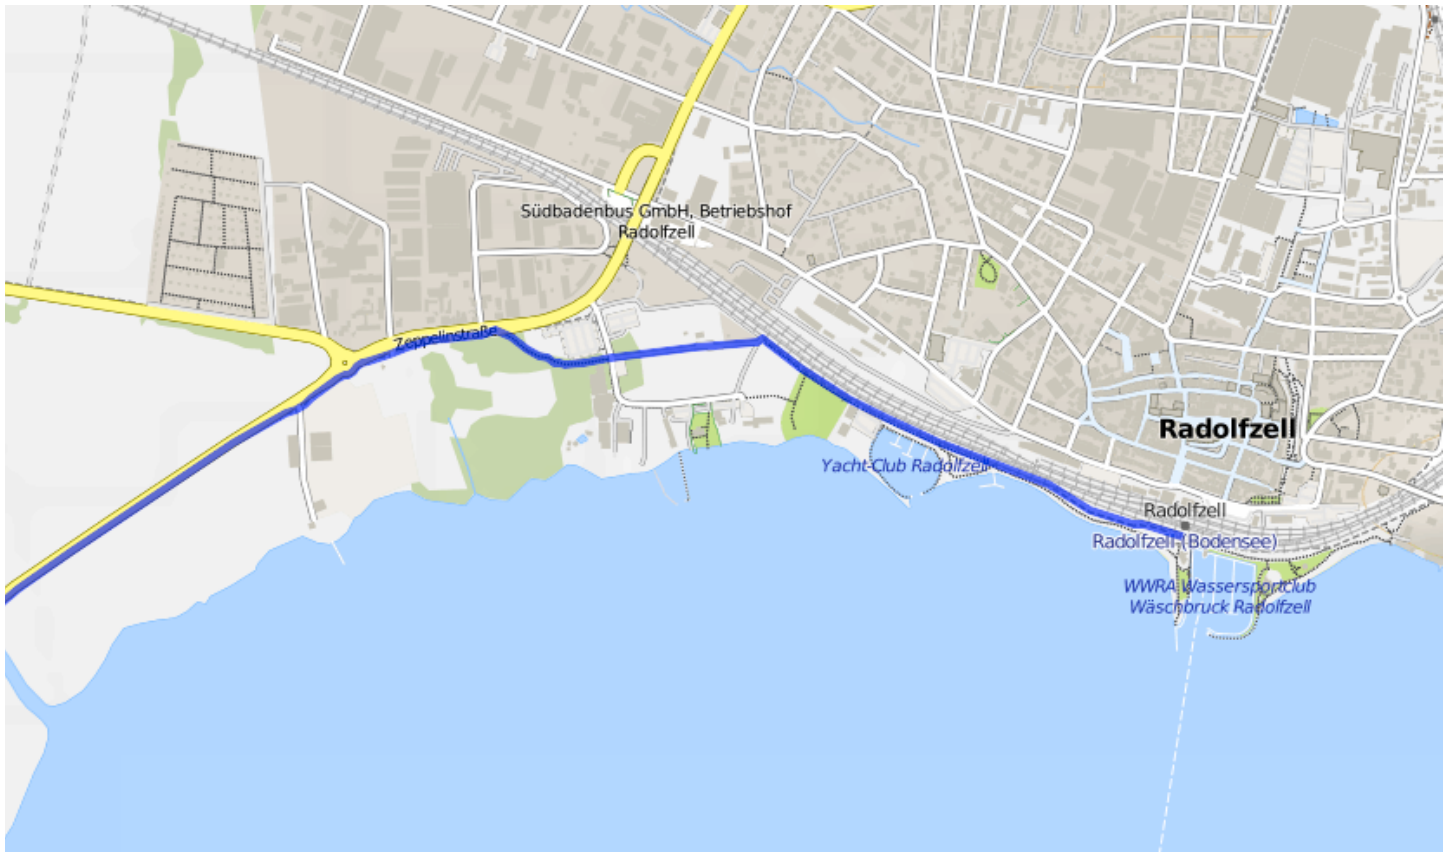 Südbadenbus GmbH, Betriebshof
Radolfzell
Zeppelinstraße
Radolfzell
Yacht-Club Radolfzell
Radolfzell
Radolfzell (Bodensee)
WWRA Wassersportclub
Wäschbruck Radolfzell